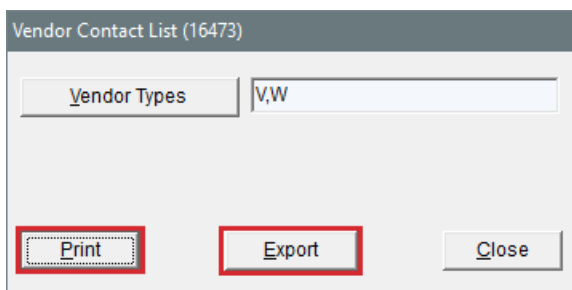 Vendor Contact List (16473)
Vendor Types V,W
Print Export Close